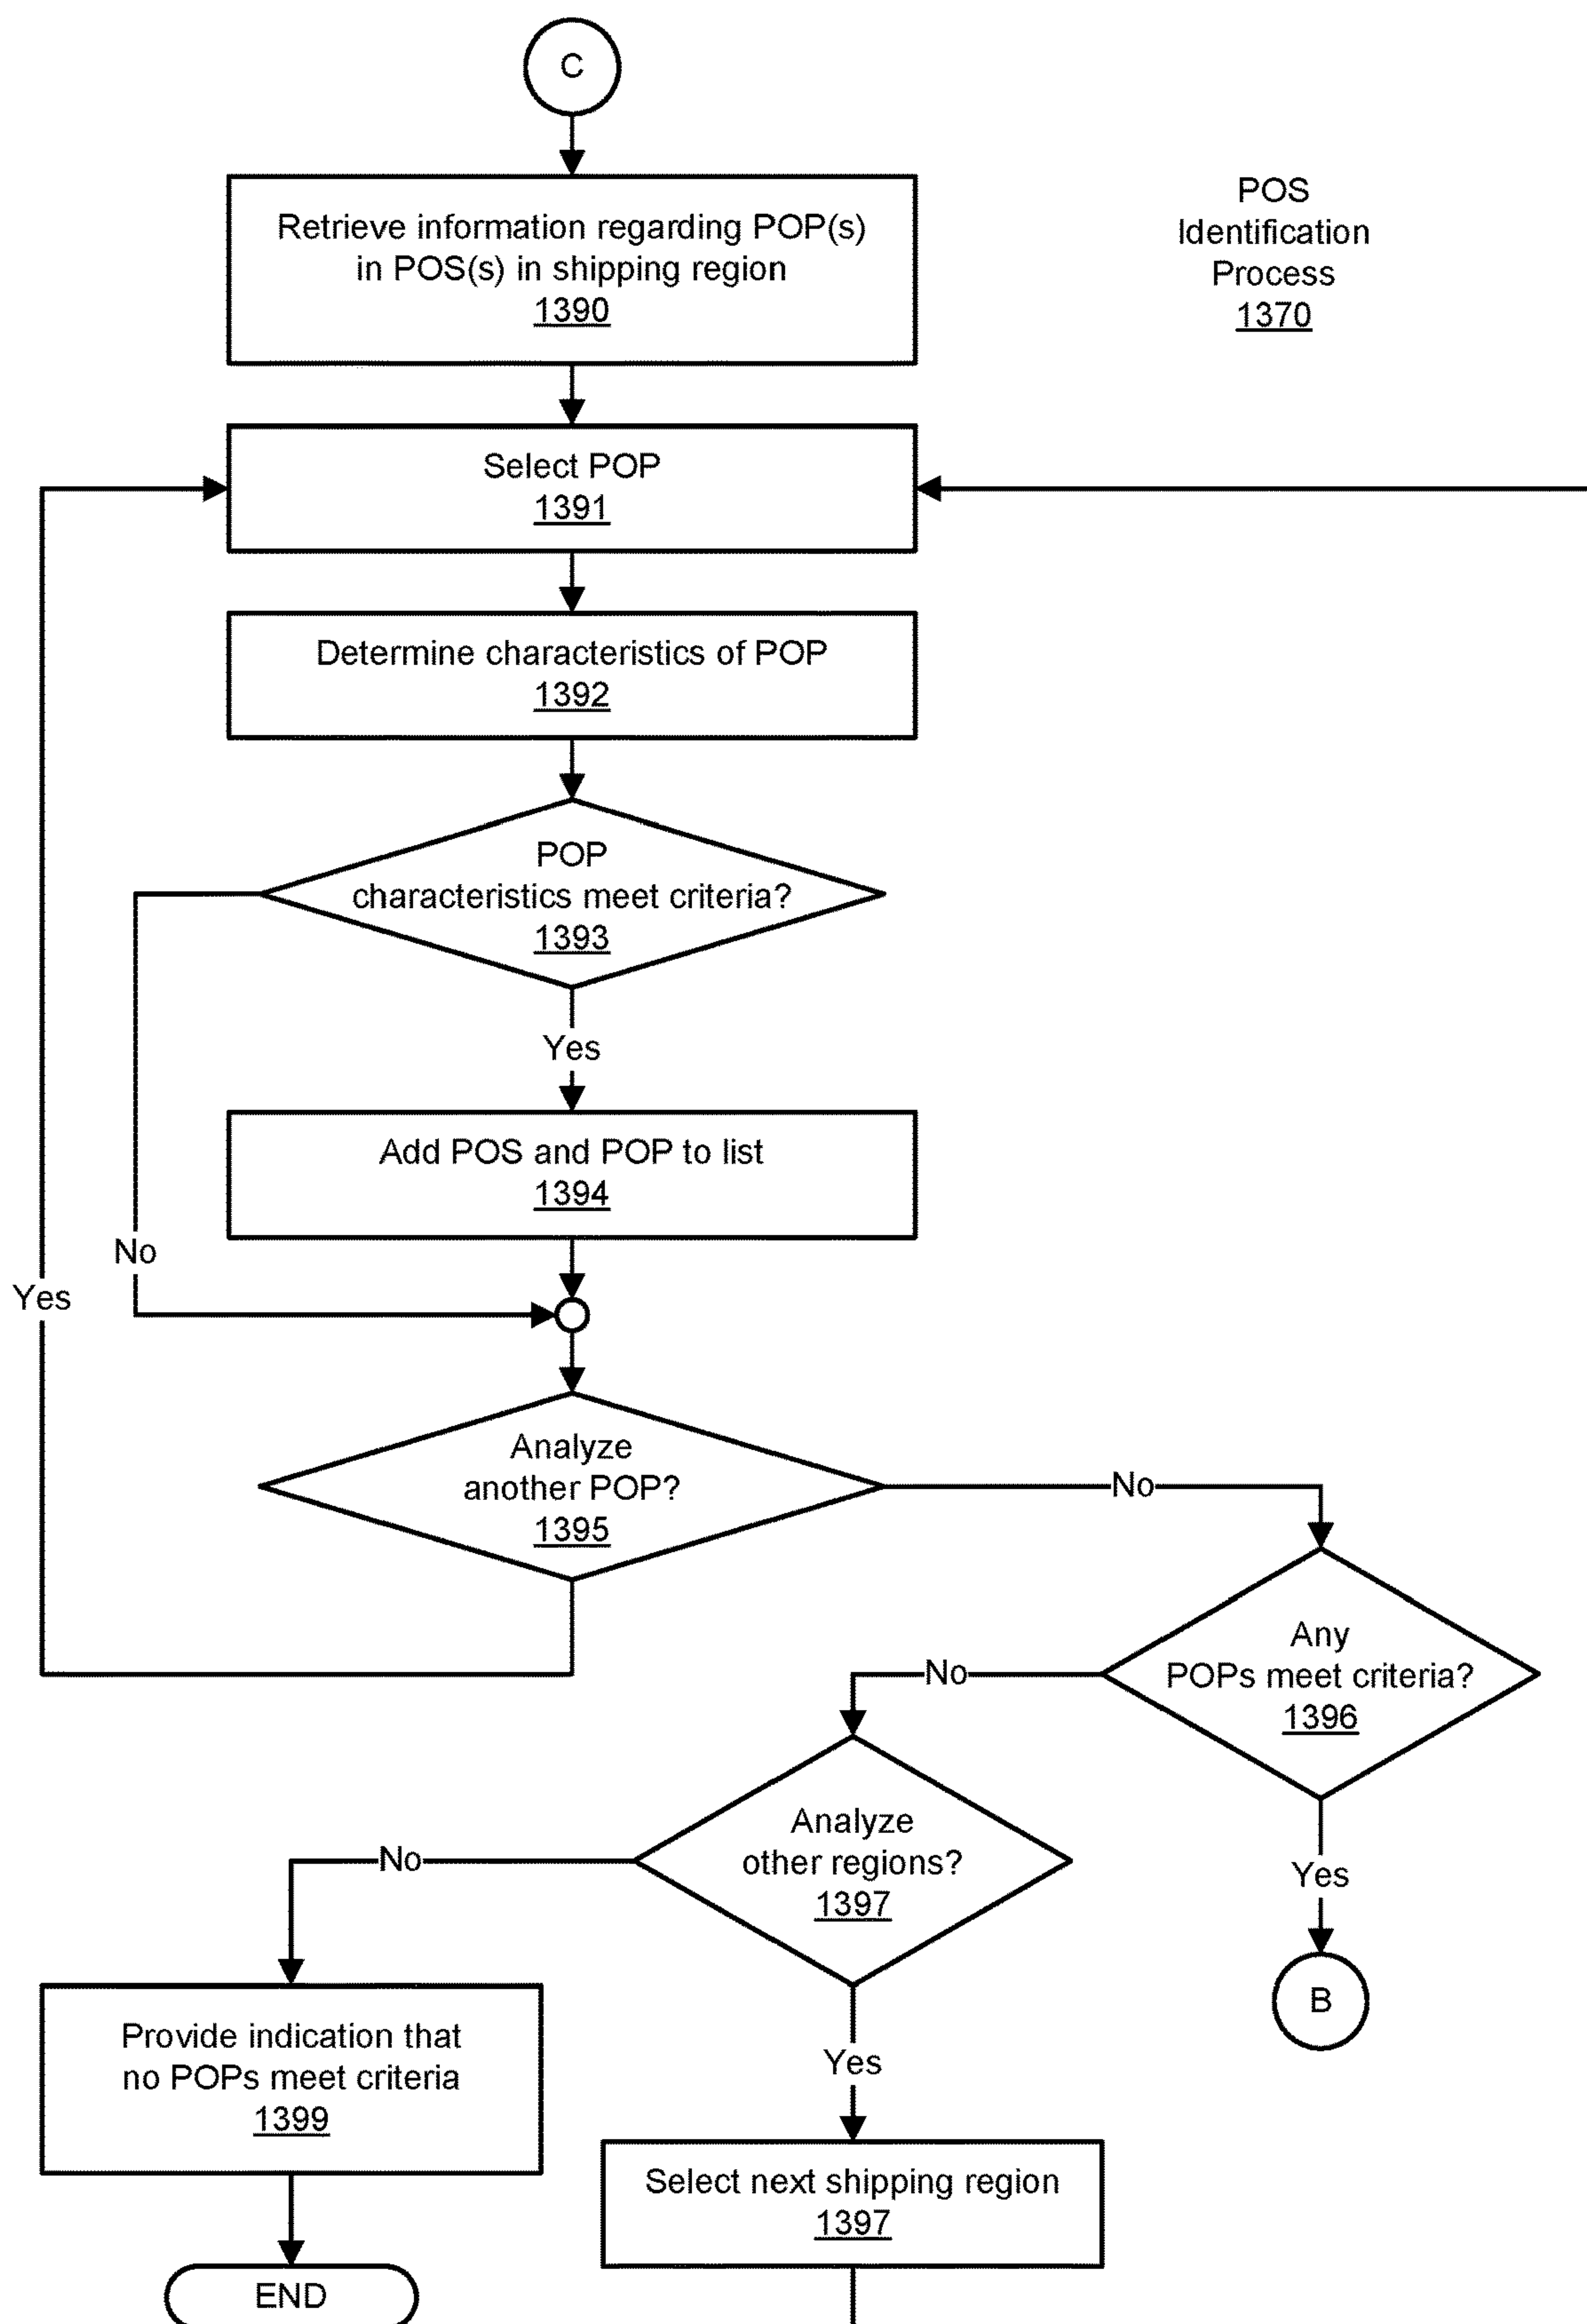 C
Retrieve information regarding POP(s)
in POS(s) in shipping region
1390
POS
Identification
Process
1370
Select POP
1391
Determine characteristics of POP
1392
POP
characteristics meet criteria?
1393
Yes
Add POS and POP to list
1394
No
Yes
Analyze
another POP?
1395
No
Any
POPs meet criteria?
1396
No
Analyze
other regions?
1397
No
Yes
B
Provide indication that
no POPs meet criteria
1399
Yes
Select next shipping region
1397
END